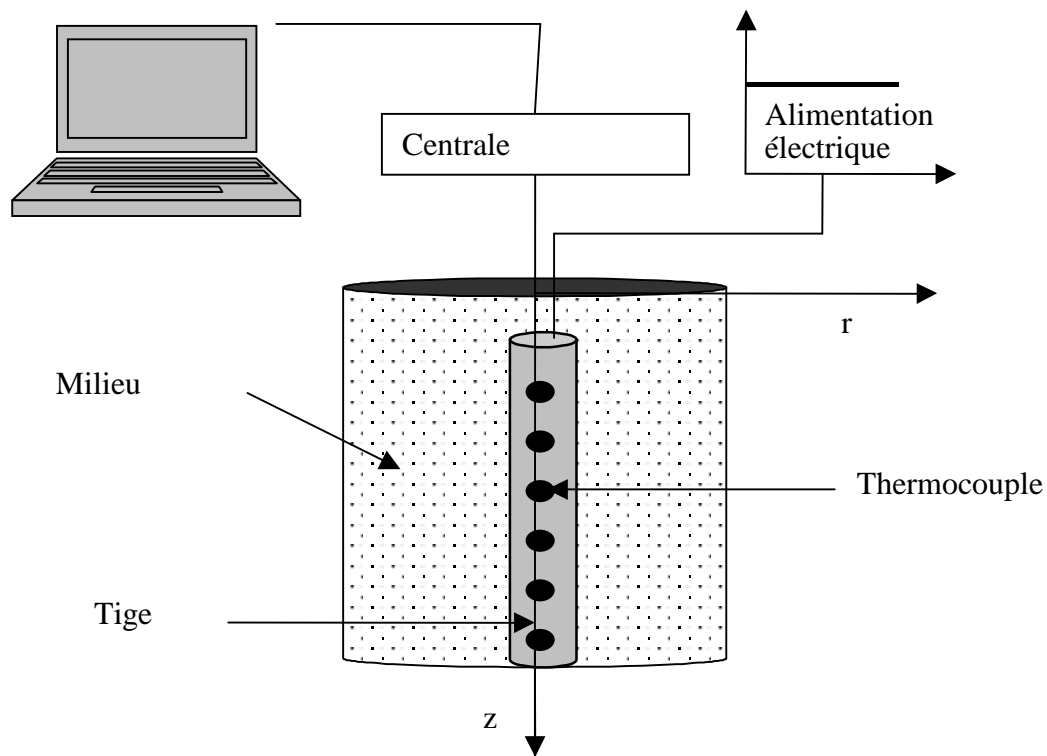 Centrale
Alimentation
électrique
r
Milieu
Thermocouple
Tige
z